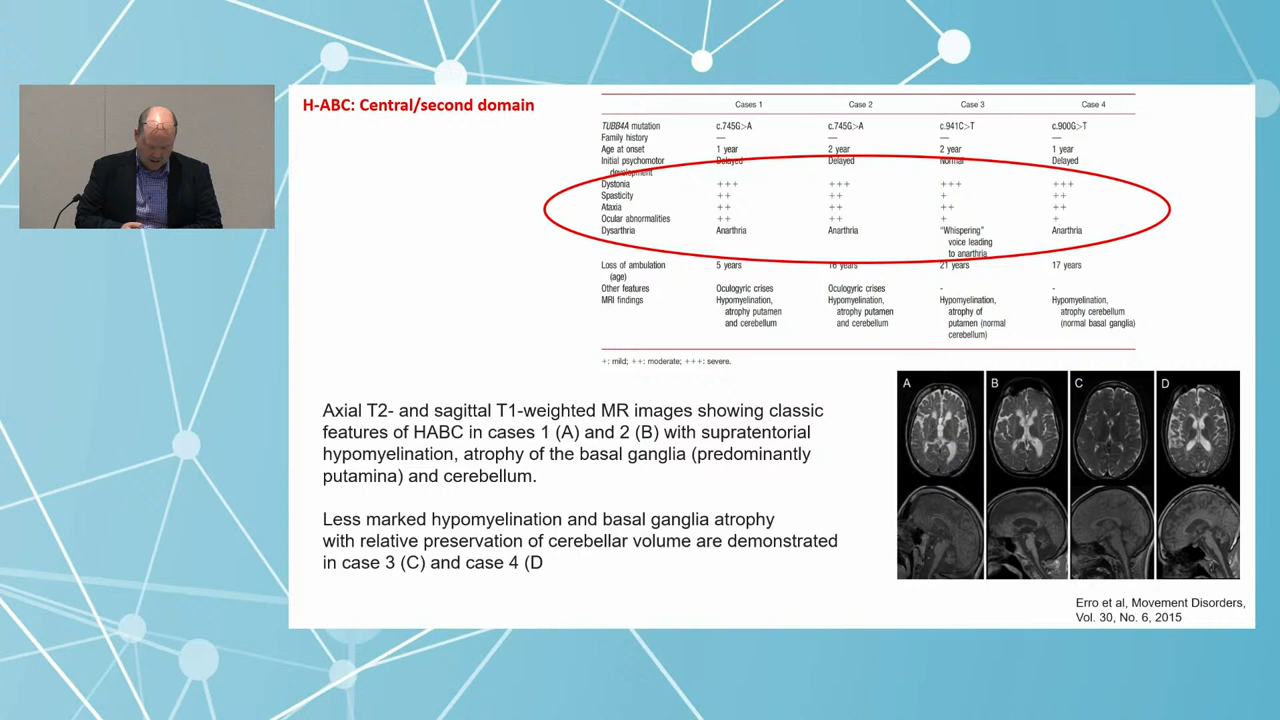 H-ABC: Central/second domain
Cases 1 Case 2 Case 3 Case 4
TUBB4A mutation c.745G>A c.745G>A c.941C>T c.900G>T
Family history — — — —
Age at onset 1 year 2 year 2 year 1 year
Initial psychomotor Delayed Delayed Normal Delayed
development
Dystonia +++ +++ +++ +++
Spasticity ++ ++ + ++
Ataxia ++ ++ ++ ++
Ocular abnormalities ++ ++ + +
Dysarthria Anarthria Anarthria “Whispering” Anarthria
voice leading
to anarthria
Loss of ambulation 5 years 16 years 21 years 17 years
(age)
Other features Oculogyric crises Oculogyric crises - -
MRI findings Hypomyelination, Hypomyelination, Hypomyelination, Hypomyelination,
atrophy putamen atrophy putamen atrophy of atrophy cerebellum
and cerebellum and cerebellum putamen (normal (normal basal ganglia)
cerebellum)
+: mild; ++: moderate; +++: severe.
Axial T2- and sagittal T1-weighted MR images showing classic
features of HABC in cases 1 (A) and 2 (B) with supratentorial
hypomyelination, atrophy of the basal ganglia (predominantly
putamina) and cerebellum.
Less marked hypomyelination and basal ganglia atrophy
with relative preservation of cerebellar volume are demonstrated
in case 3 (C) and case 4 (D
A B C D
Erro et al, Movement Disorders,
Vol. 30, No. 6, 2015